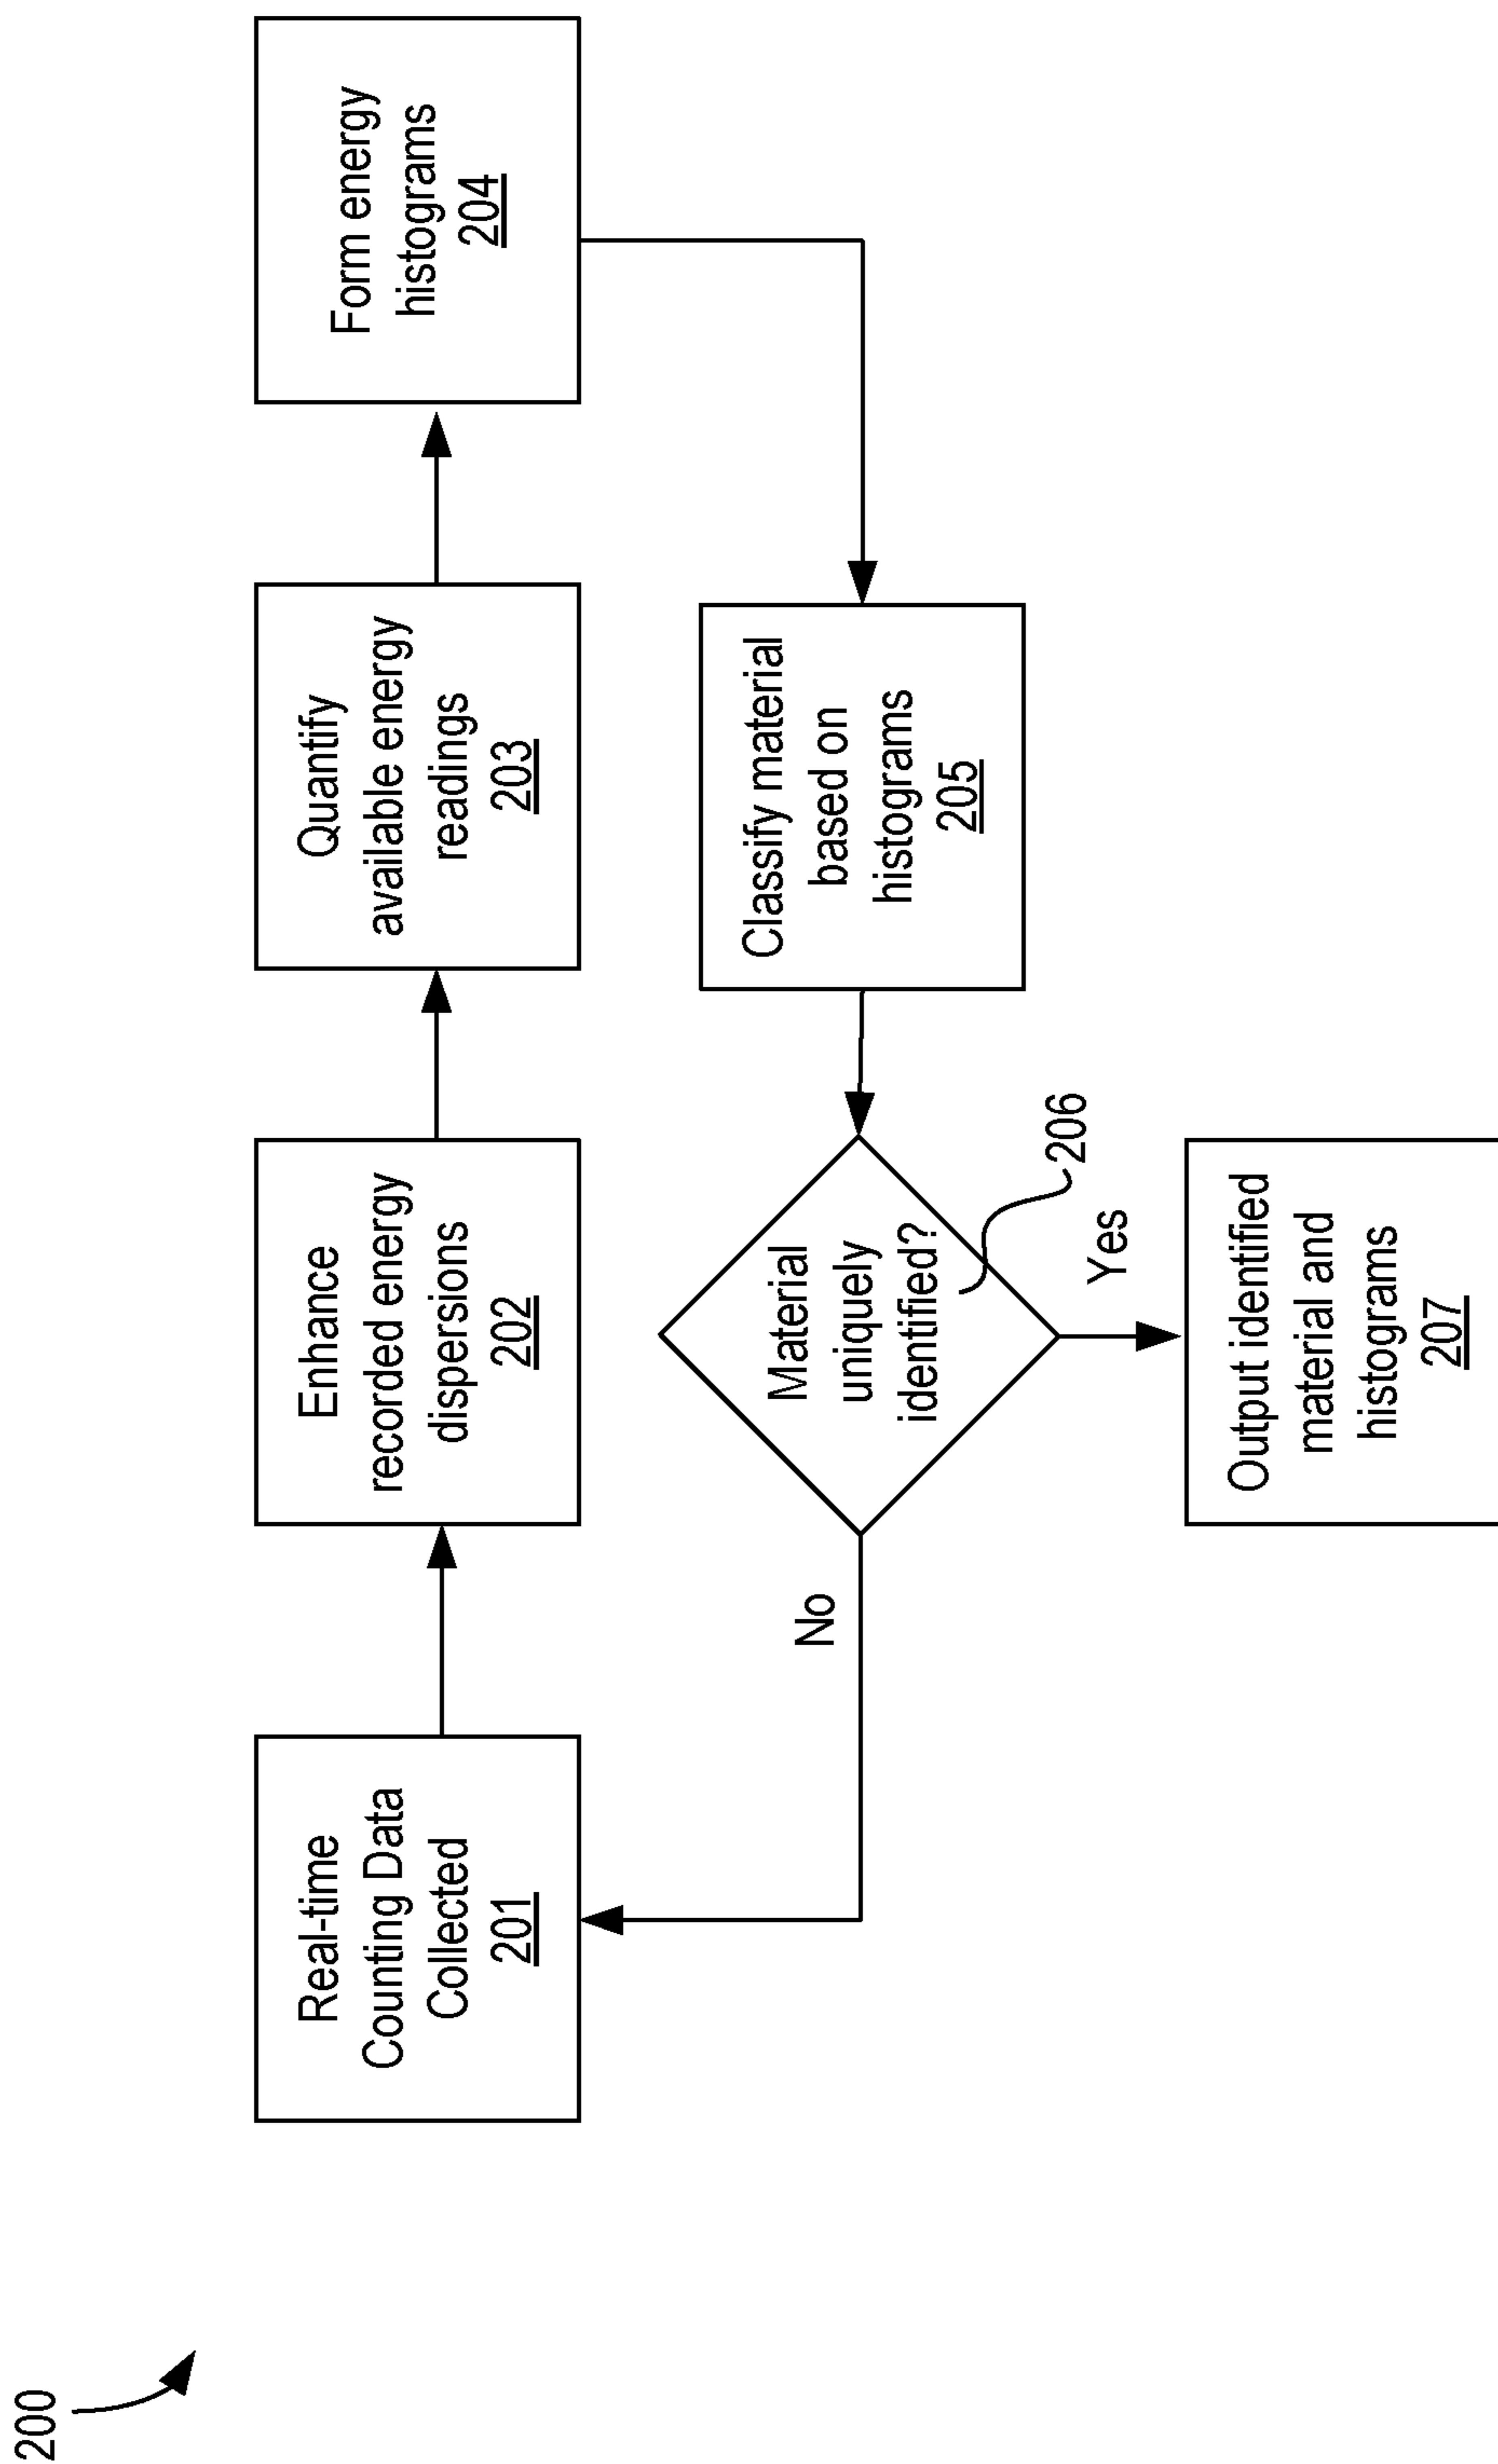 200
Real-time
Counting Data
Collected
201
Enhance
recorded energy
dispersions
202
Quantify
available energy
readings
203
Form energy
histograms
204
Classify material
based on
histograms
205
Material
uniquely
identified?
206
No
Yes
Output identified
material and
histograms
207